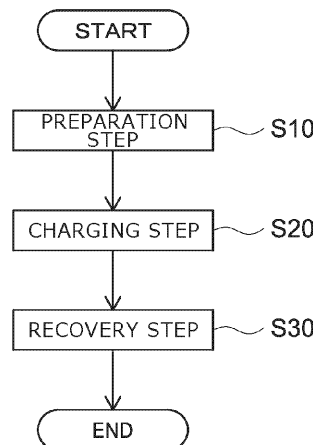 START
PREPARATION
STEP
S10
CHARGING STEP
S20
RECOVERY STEP
S30
END